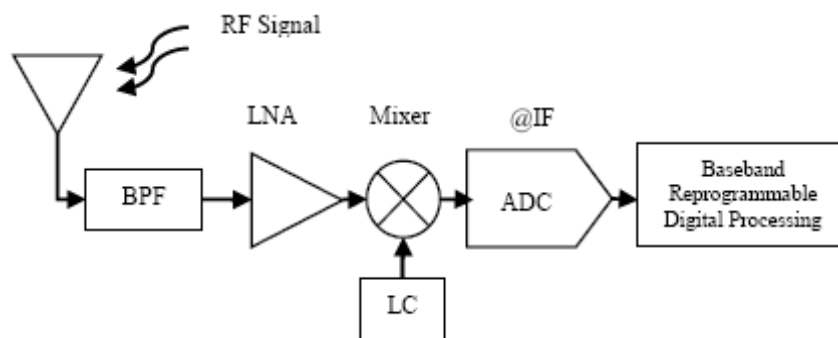 RF Signal
LNA
Mixer
@IF
BPF
ADC
Baseband
Reprogrammable
Digital Processing
LC